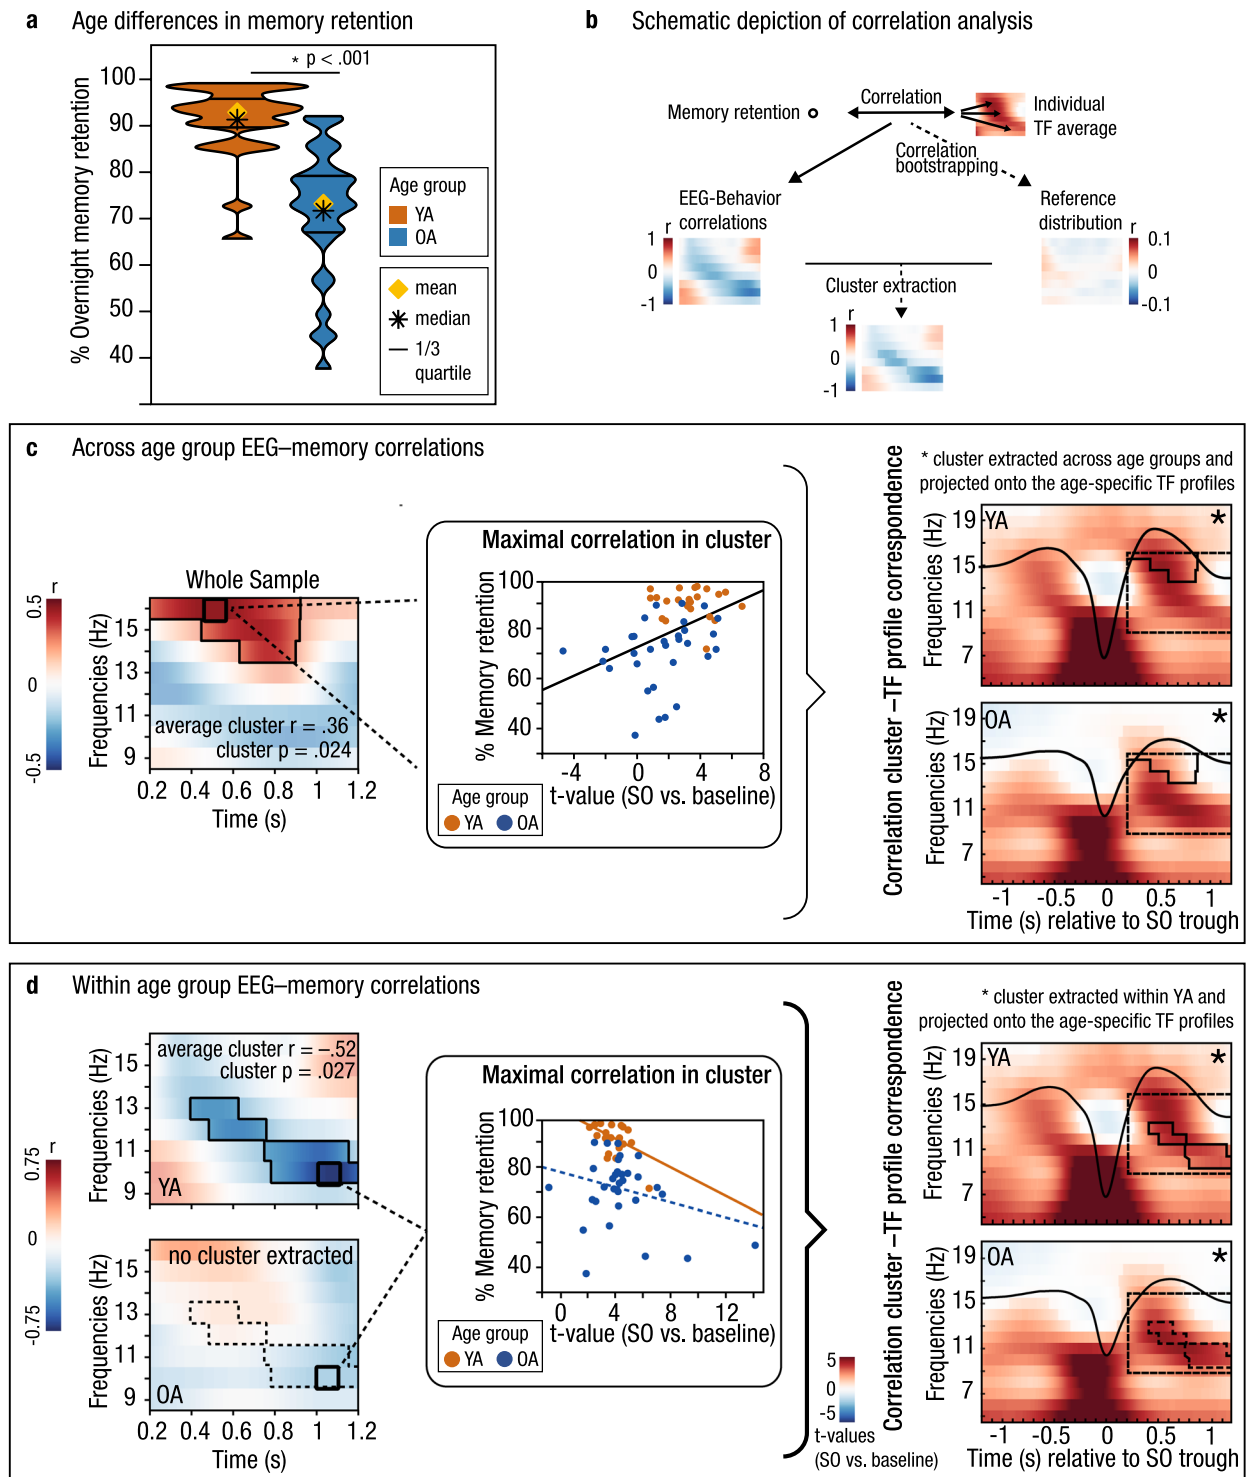 a Age differences in memory retention
* p < .001
% Overnight memory retention
100
90
80
70
60
50
40
Age group
YA
OA
mean
median
1/3
quartile
b Schematic depiction of correlation analysis
Memory retention
Correlation
Individual
TF average
Correlation
bootstrapping
EEG-Behavior
correlations
r
1
0
-1
Reference
distribution
r
0.1
0
-0.1
Cluster extraction
r
1
0
-1
c Across age group EEG–memory correlations
r
0.5
0
-0.5
Whole Sample
Frequencies (Hz)
15
13
11
9
average cluster r = .36
cluster p = .024
0.2 0.4 0.6 0.8 1 1.2
Time (s)
Maximal correlation in cluster
% Memory retention
100
80
60
40
-4 0 4 8
t-value (SO vs. baseline)
Age group
YA OA
Correlation cluster –TF profile correspondence
* cluster extracted across age groups and
projected onto the age-specific TF profiles
Frequencies (Hz)
19
15
11
7
YA
*
Frequencies (Hz)
19
15
11
7
OA
*
-1 -0.5 0 0.5 1
Time (s) relative to SO trough
d Within age group EEG–memory correlations
r
0.75
0
-0.75
Frequencies (Hz)
15
13
11
9
average cluster r = –.52
cluster p = .027
YA
Frequencies (Hz)
15
13
11
9
no cluster extracted
OA
0.2 0.4 0.6 0.8 1 1.2
Time (s)
Maximal correlation in cluster
% Memory retention
100
80
60
40
0 4 8 12
t-value (SO vs. baseline)
Age group
YA OA
5
0
-5
t-values
(SO vs. baseline)
Correlation cluster –TF profile correspondence
* cluster extracted within YA and
projected onto the age-specific TF profiles
Frequencies (Hz)
19
15
11
7
YA
*
Frequencies (Hz)
19
15
11
7
OA
*
-1 -0.5 0 0.5 1
Time (s) relative to SO trough